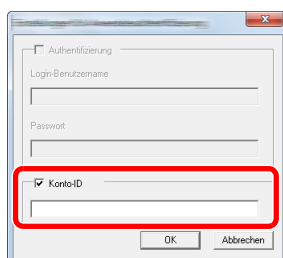 Authentifizierung
Login-Benutzername
Passwort
Konto-ID
OK Abbrechen